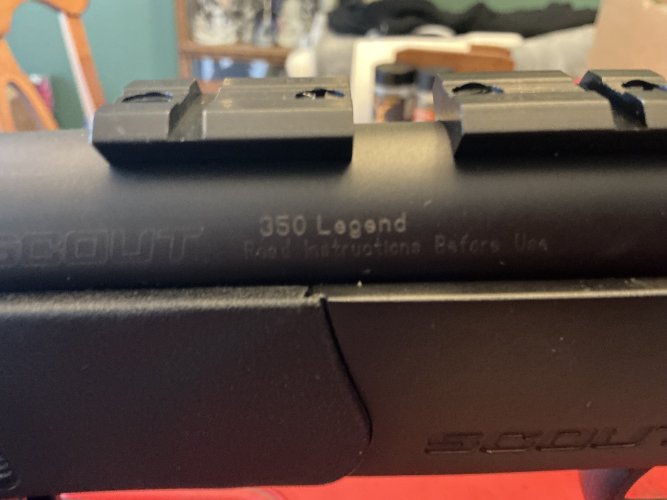 350 Legend
SCOUT Read Instructions Before Use
SCOUT